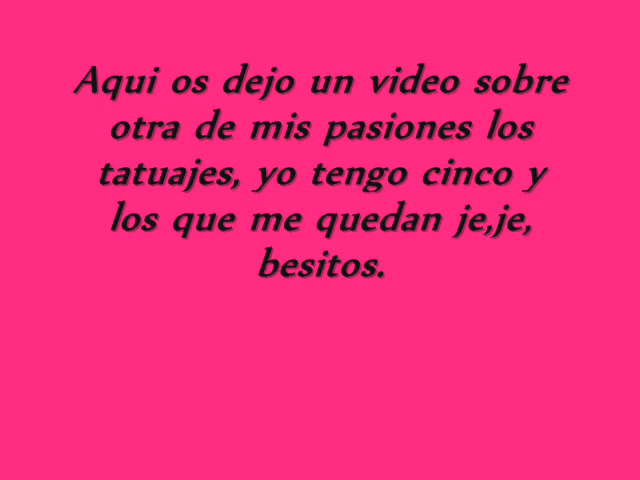 Aqui os dejo un video sobre
otra de mis pasiones los
tatuajes, yo tengo cinco y
los que me quedan je,je,
besitos.